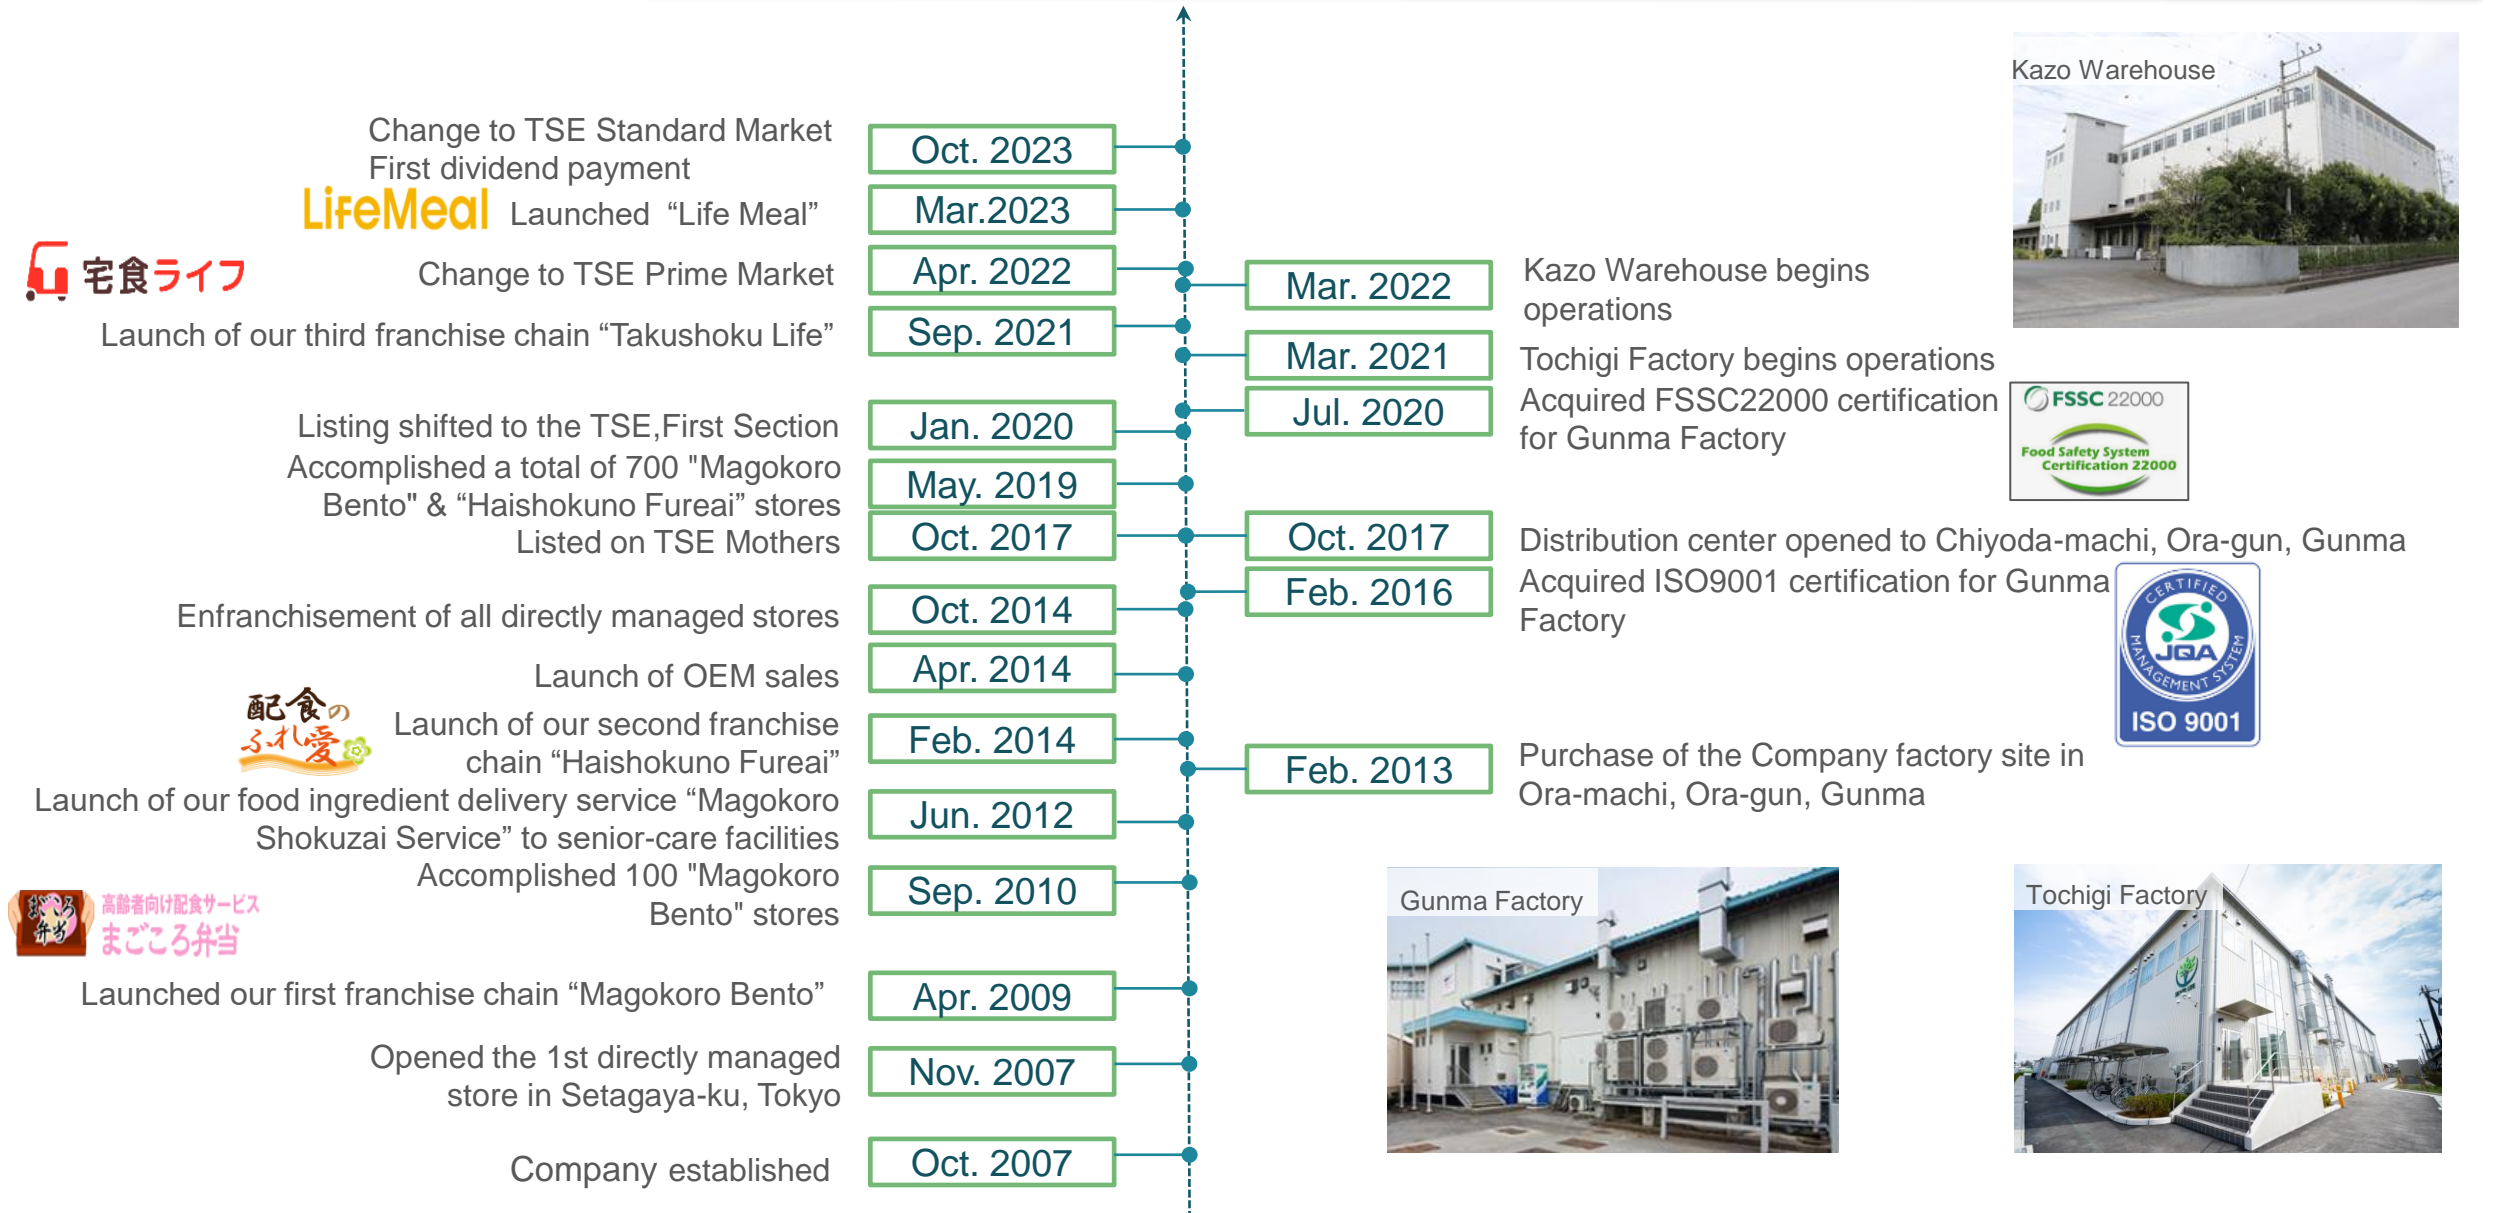 Change to TSE Standard Market
First dividend payment
Oct. 2023
LifeMeal
Launched “Life Meal”
Mar.2023
宅食ライフ
Change to TSE Prime Market
Apr. 2022
Launch of our third franchise chain “Takushoku Life”
Sep. 2021
Listing shifted to the TSE,First Section
Jan. 2020
Accomplished a total of 700 "Magokoro
Bento" & “Haishokuno Fureai” stores
May. 2019
Listed on TSE Mothers
Oct. 2017
Enfranchisement of all directly managed stores
Oct. 2014
Launch of OEM sales
Apr. 2014
配食の
ふれ愛
Launch of our second franchise
chain “Haishokuno Fureai”
Feb. 2014
Launch of our food ingredient delivery service “Magokoro
Shokuzai Service” to senior-care facilities
Jun. 2012
Accomplished 100 "Magokoro
Bento" stores
Sep. 2010
まごころ
弁当
高齢者向け配食サービス
まごころ弁当
Launched our first franchise chain “Magokoro Bento”
Apr. 2009
Opened the 1st directly managed
store in Setagaya-ku, Tokyo
Nov. 2007
Company established
Oct. 2007
Kazo Warehouse
Mar. 2022
Kazo Warehouse begins
operations
Mar. 2021
Tochigi Factory begins operations
Jul. 2020
Acquired FSSC22000 certification
for Gunma Factory
FSSC 22000
Food Safety System
Certification 22000
Oct. 2017
Distribution center opened to Chiyoda-machi, Ora-gun, Gunma
Feb. 2016
Acquired ISO9001 certification for Gunma
Factory
CERTIFIED
JQA
MANAGEMENT SYSTEM
ISO 9001
Feb. 2013
Purchase of the Company factory site in
Ora-machi, Ora-gun, Gunma
Gunma Factory
Tochigi Factory